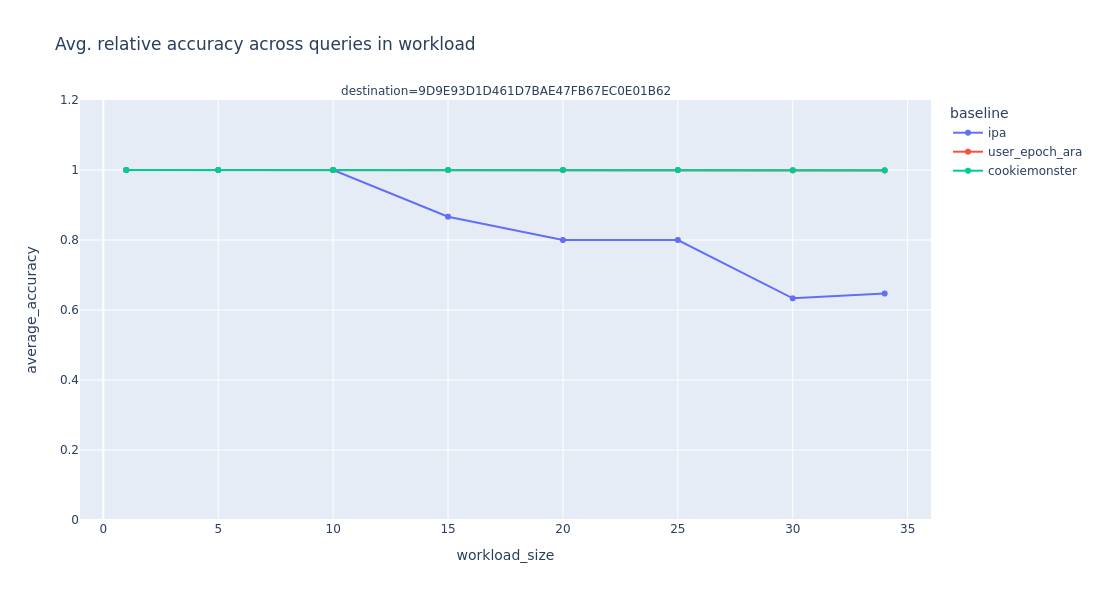 Avg. relative accuracy across queries in workload
destination=9D9E93D1D461D7BAE47FB67EC0E01B62
baseline
ipa
user_epoch_ara
cookiemonster
average_accuracy
1.2
1
0.8
0.6
0.4
0.2
0
0 5 10 15 20 25 30 35
workload_size